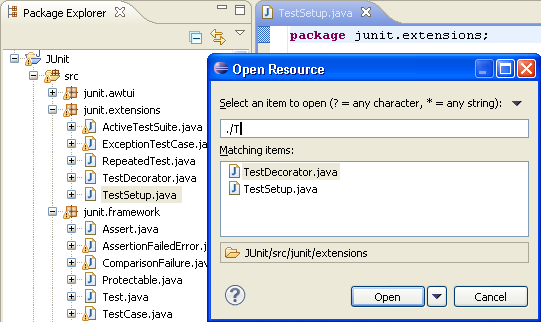 Package Explorer
JUnit
src
junit.awtui
junit.extensions
ActiveTestSuite.java
ExceptionTestCase.java
RepeatedTest.java
TestDecorator.java
TestSetup.java
junit.framework
Assert.java
AssertionFailedError.j
ComparisonFailure.java
Protectable.java
Test.java
TestCase.java
TestSetup.java
package junit.extensions;
Open Resource
Select an item to open (? = any character, * = any string):
./T
Matching items:
TestDecorator.java
TestSetup.java
JUnit/src/junit/extensions
?
Open
Cancel